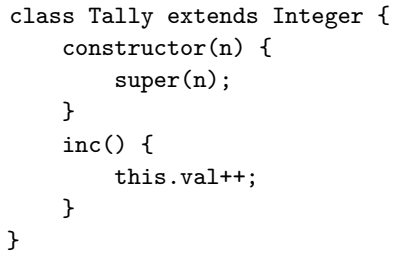 class Tally extends Integer {
    constructor(n) {
        super(n);
    }
    inc() {
        this.val++;
    }
}